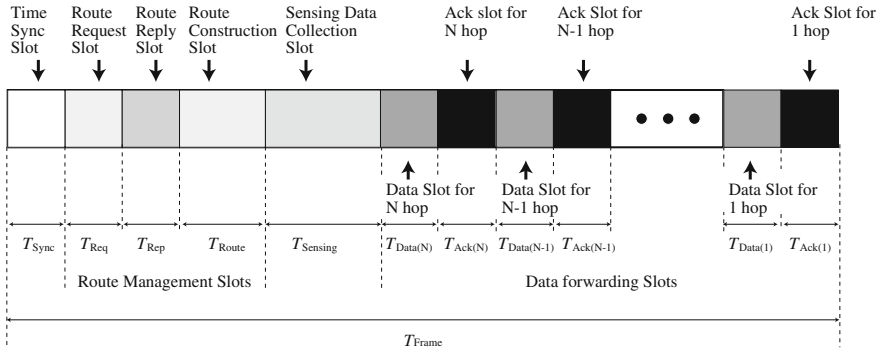 Time
Sync
Slot
Route
Request
Slot
Route
Reply
Slot
Route
Construction
Slot
Sensing Data
Collection
Slot
Ack slot for
N hop
Ack Slot for
N-1 hop
Ack Slot for
1 hop
Data Slot for
N hop
Data Slot for
N-1 hop
Data Slot for
1 hop
TSync
TReq
TRep
TRoute
TSensing
TData(N)
TAck(N)
TData(N-1)
TAck(N-1)
TData(1)
TAck(1)
Route Management Slots
Data forwarding Slots
TFrame